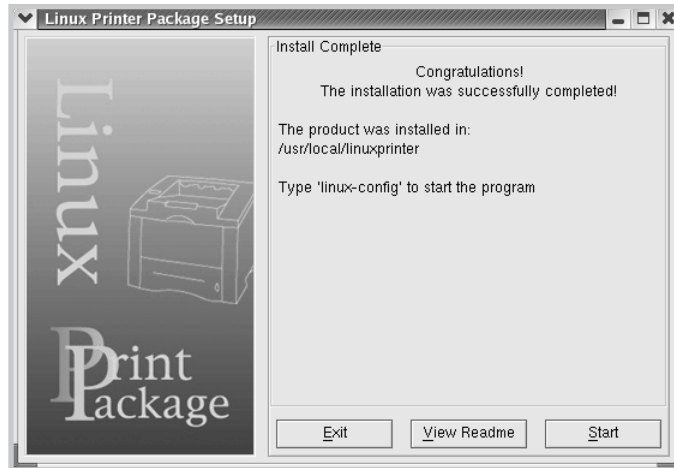 Linux Printer Package Setup
Linux
Print
Package
Install Complete
Congratulations!
The installation was successfully completed!
The product was installed in:
/usr/local/linuxprinter
Type 'linux-config' to start the program
Exit
View Readme
Start